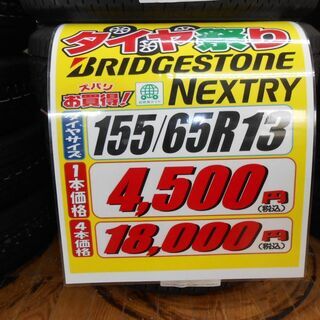 タイヤ祭り
BRIDGESTONE
ズバリ
お買得!
NEXTRY
タイヤサイズ
155/65R13
1本価格
4,500円
(税込)
4本価格
18,000円
(税込)